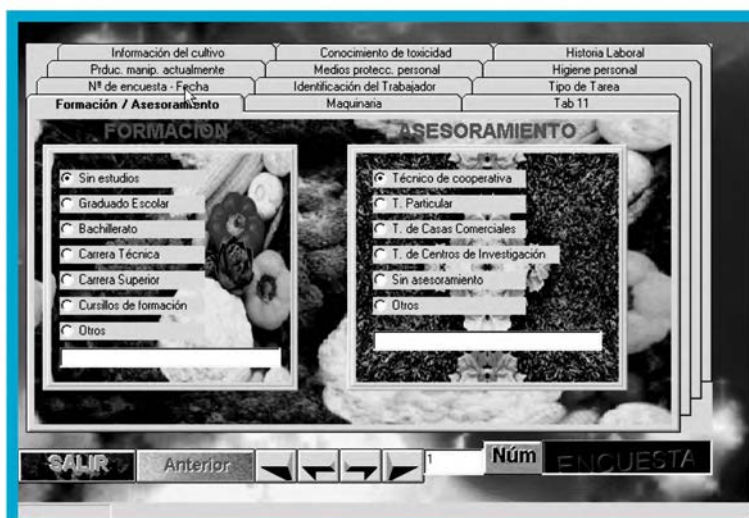 Información del cultivo
Conocimiento de toxicidad
Historia Laboral
Prduc. manip. actualmente
Medios protecc. personal
Higiene personal
Nª de encuesta - Fecha
Identificación del Trabajador
Tipo de Tarea
Formación / Asesoramiento
Maquinaria
Tab 11
FORMACIÓN
Sin estudios
Graduado Escolar
Bachillerato
Carrera Técnica
Carrera Superior
Cursillos de formación
Otros
ASESORAMIENTO
Técnico de cooperativa
T. Particular
T. de Casas Comerciales
T. de Centros de Investigación
Sin asesoramiento
Otros
SALIR
Anterior
1
Núm
ENCUESTA